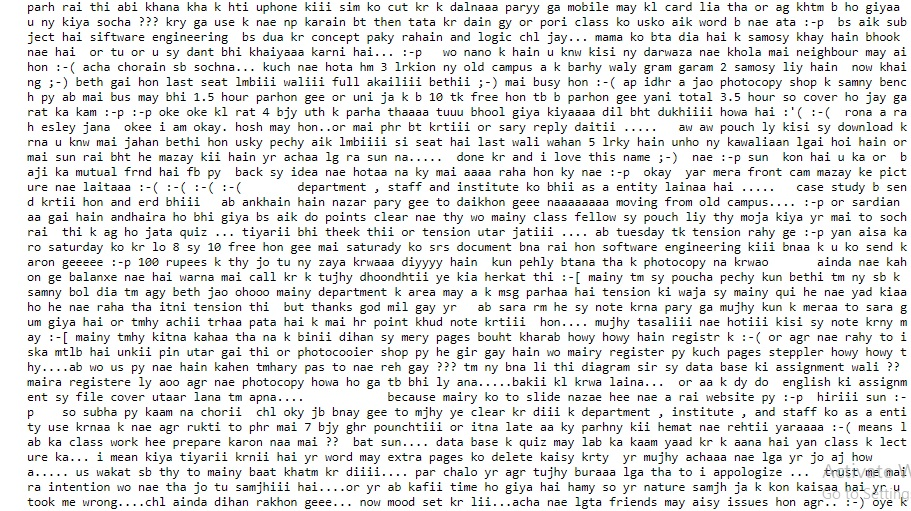 parh rai thi abi khana kha k hti uphone kiii sim ko cut kr k dalnaaa paryy ga mobile may kl card lia tha or ag khtm b ho giyaa
u ny kiya socha ??? kry ga use k nae np karain bt then tata kr dain gy or pori class ko usko aik word b nae ata :-p  bs aik sub
ject hai siftware engineering  bs dua kr concept paky rahain and logic chl jay... mama ko bta dia hai k samosy khay hain bhook
nae hai  or tu or u sy dant bhi khaiyaaa karni hai... :-p   wo nano k hain u knw kisi ny darwaza nae khola mai neighbour may ai
hon :-( acha chorain sb sochna... kuch nae hota hm 3 lrkion ny old campus a k barhy waly gram garam 2 samosy liy hain  now khai
ng ;-) beth gai hon last seat lmbiii waliii full akailiii bethii ;-) mai busy hon :-( ap idhr a jao photocopy shop k samny benc
h py ab mai bus may bhi 1.5 hour parhon gee or uni ja k b 10 tk free hon tb b parhon gee yani total 3.5 hour so cover ho jay ga
rat ka kam :-p :-p oke oke kl rat 4 bjy uth k parha thaaaa tuuu bhool giya kiyaaaa dil bht dukhiiii howa hai :'( :-(  rona a ra
h esley jana  okee i am okay. hosh may hon..or mai phr bt krtiii or sary reply daitii .....   aw aw pouch ly kisi sy download k
rna u knw mai jahan bethi hon usky pechy aik lmbiiii si seat hai last wali wahan 5 lrky hain unho ny kawaliaan lgai hoi hain or
mai sun rai bht he mazay kii hain yr achaa lg ra sun na.....  done kr and i love this name ;-)  nae :-p sun  kon hai u ka or  b
aji ka mutual frnd hai fb py  back sy idea nae hotaa na ky mai aaaa raha hon ky nae :-p  okay  yar mera front cam mazay ke pict
ure nae laitaaa :-( :-( :-( :-(       department , staff and institute ko bhii as a entity lainaa hai .....  case study b sen
d krtii hon and erd bhiii   ab ankhain hain nazar pary gee to daikhon geee naaaaaaaa moving from old campus.... :-p or sardian
aa gai hain andhaira ho bhi giya bs aik do points clear nae thy wo mainy class fellow sy pouch liy thy moja kiya yr mai to soch
rai  thi k ag ho jata quiz ... tiyarii bhi theek thii or tension utar jatiii .... ab tuesday tk tension rahy ge :-p yan aisa ka
ro saturday ko kr lo 8 sy 10 free hon gee mai saturady ko srs document bna rai hon software engineering kiii bnaa k u ko send k
aron geeeee :-p 100 rupees k thy jo tu ny zaya krwaaa diyyyy hain  kun pehly btana tha k photocopy na krwao       ainda nae kah
on ge balanxe nae hai warna mai call kr k tujhy dhoondhtii ye kia herkat thi :-[ mainy tm sy poucha pechy kun bethi tm ny sb k
samny bol dia tm agy beth jao ohooo mainy department k area may a k msg parhaa hai tension ki waja sy mainy qui he nae yad kiaa
ho he nae raha tha itni tension thi  but thanks god mil gay yr   ab sara rm he sy note krna pary ga mujhy kun k meraa to sara g
um giya hai or tmhy achii trhaa pata hai k mai hr point khud note krtiii  hon.... mujhy tasaliii nae hotiii kisi sy note krny m
ay :-[ mainy tmhy kitna kahaa tha na k binii dihan sy mery pages bouht kharab howy howy hain registr k :-( or agr nae rahy to i
ska mtlb hai unkii pin utar gai thi or photocooier shop py he gir gay hain wo mairy register py kuch pages steppler howy howy t
hy....ab wo us py nae hain kahen tmhary pas to nae reh gay ??? tm ny bna li thi diagram sir sy data base ki assignment wali ??
maira registere ly aoo agr nae photocopy howa ho ga tb bhi ly ana.....bakii kl krwa laina...  or aa k dy do  english ki assignm
ent sy file cover utaar lana tm apna....            because mairy ko to slide nazae hee nae a rai website py :-p  hiriii sun :-
p    so subha py kaam na chorii  chl okyy jb bnay gee to mjhy ye clear kr diii k department , institute , and staff ko as a enti
ty use krnaa k nae agr rukti to phr mai 7 bjy ghr pounchtiii or itna late aa ky parhny kii hemat nae rehtii yaraaaa :-( means l
ab ka class work hee prepare karon naa mai ??  bat sun.... data base k quiz may lab ka kaam yaad kr k aana hai yan class k lect
ure ka... i mean kiya tiyarii krnii hai yr word may extra pages ko delete kaisy krty  yr mujhy achaaa nae lga yr jo aj how
a..... us wakat sb thy to mainy baat khatm kr diiii.... par chalo yr agr tujhy buraaa lga tha to i appologize ...  just me mai
ra intention wo nae tha jo tu samjhiii hai....or yr ab kafii time ho giya hai hamy so yr nature samjh ja k kon kaisaa hai yr u
took me wrong....chl ainda dihan rakhon geee... now mood set kr lii...acha nae lgta friends may aisy issues hon agr.. :-) oye k
Activate W
Go to Setting